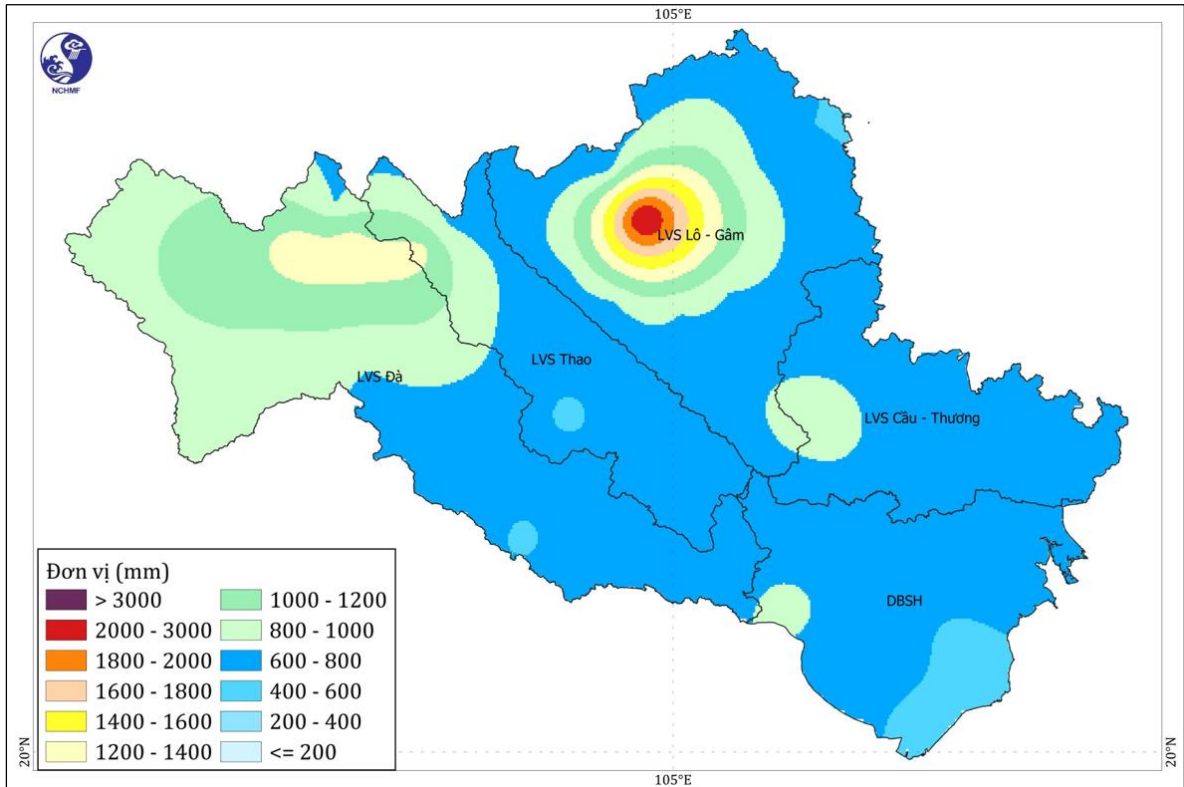 105°E
NCHMF
LVS Lô - Gâm
LVS Thao
LVS Đà
LVS Cầu - Thương
DBSH
Đơn vị (mm)
> 3000
2000 - 3000
1800 - 2000
1600 - 1800
1400 - 1600
1200 - 1400
1000 - 1200
800 - 1000
600 - 800
400 - 600
200 - 400
<= 200
20°N
20°N
105°E